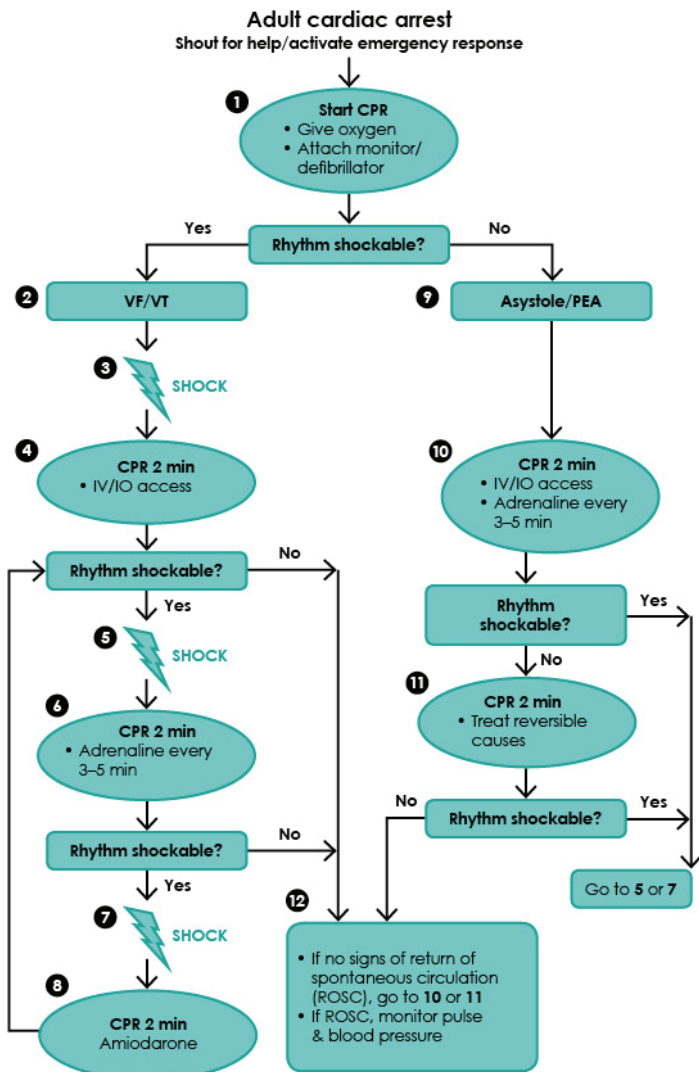 Adult cardiac arrest
Shout for help/activate emergency response
1
Start CPR
• Give oxygen
• Attach monitor/
defibrillator
Yes
Rhythm shockable?
No
2
VF/VT
9
Asystole/PEA
3
SHOCK
4
CPR 2 min
• IV/IO access
10
CPR 2 min
• IV/IO access
• Adrenaline every
3–5 min
Rhythm shockable?
No
Yes
Rhythm
shockable?
Yes
No
5
SHOCK
6
CPR 2 min
• Adrenaline every
3–5 min
11
CPR 2 min
• Treat reversible
causes
Rhythm shockable?
No
Yes
No
Rhythm shockable?
Yes
Go to 5 or 7
7
SHOCK
8
CPR 2 min
Amiodarone
12
• If no signs of return of
spontaneous circulation
(ROSC), go to 10 or 11
• If ROSC, monitor pulse
& blood pressure